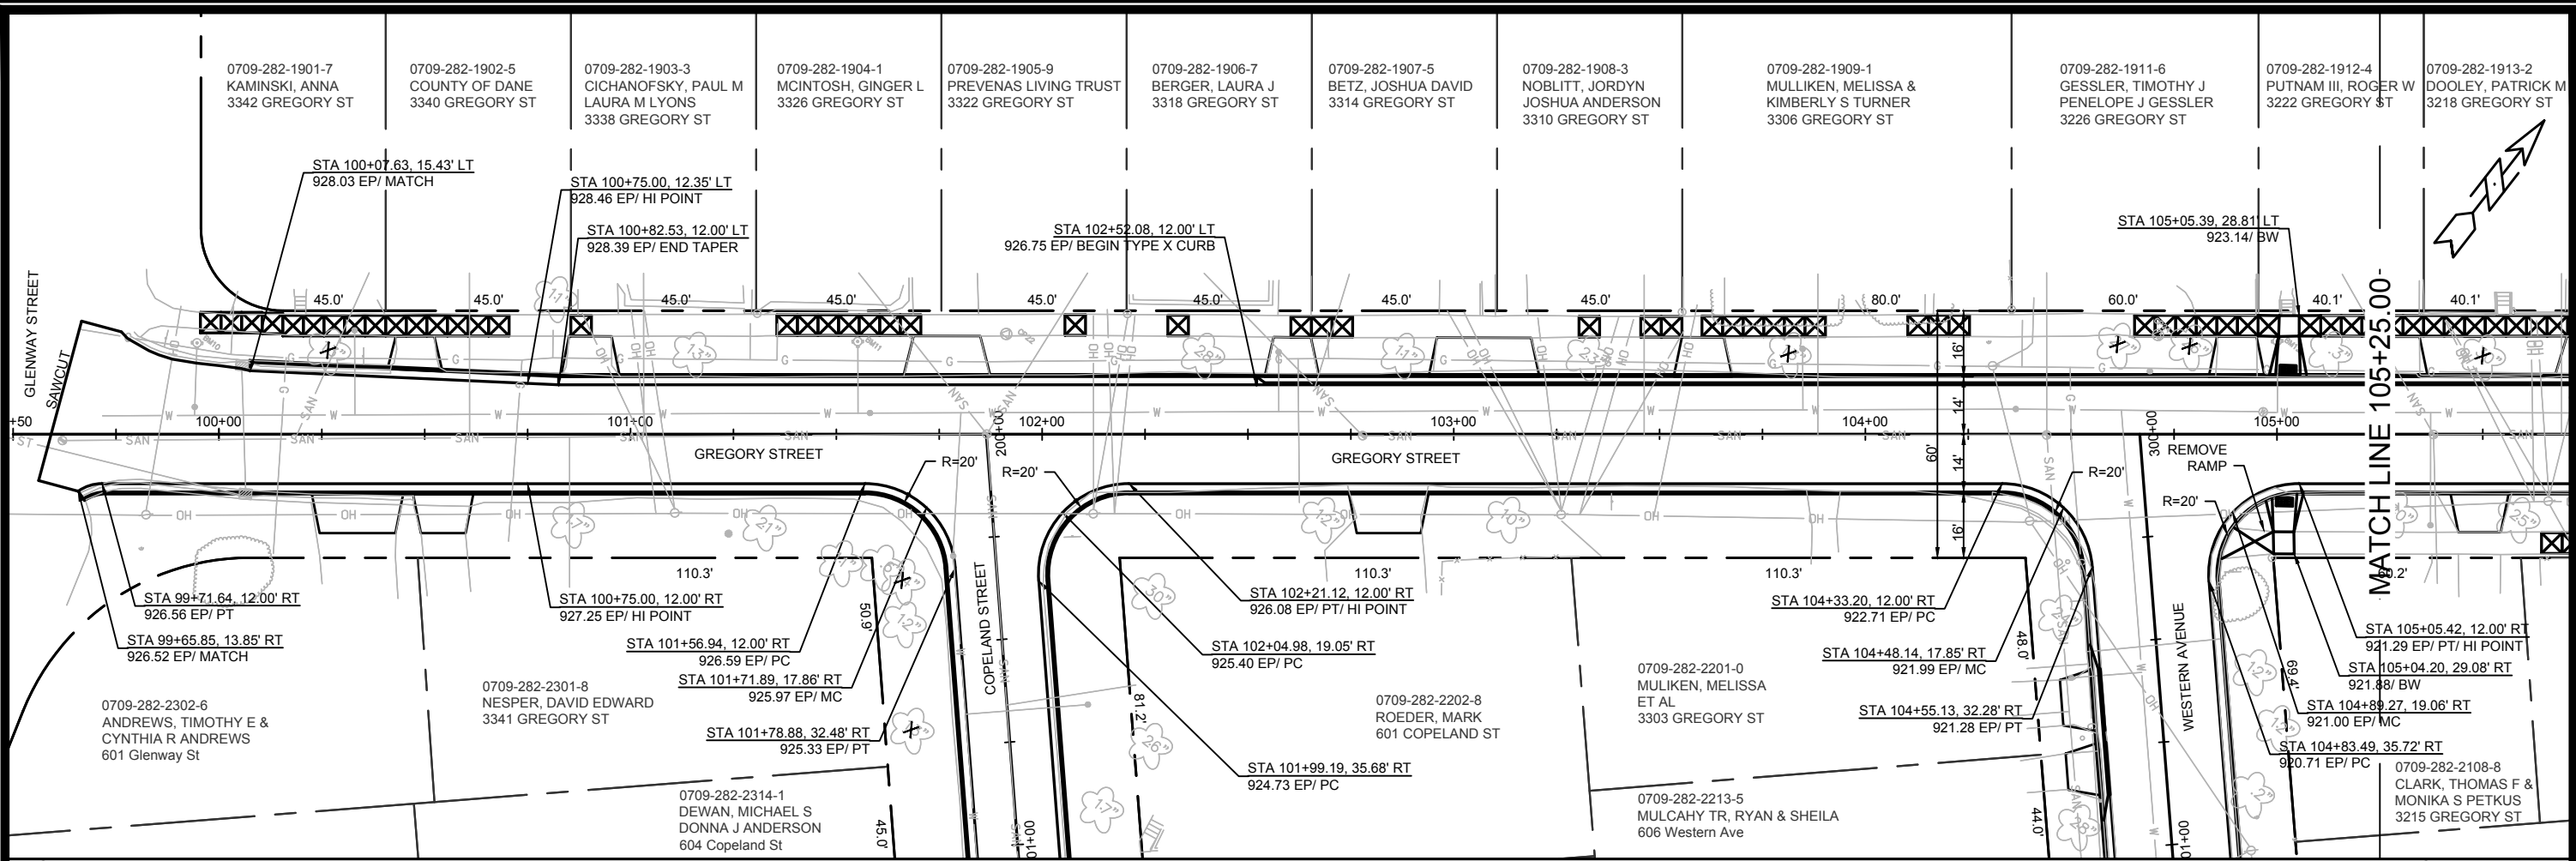 0709-282-1901-7
KAMINSKI, ANNA
3342 GREGORY ST
0709-282-1902-5
COUNTY OF DANE
3340 GREGORY ST
0709-282-1903-3
CICHANOFSKY, PAUL M
LAURA M LYONS
3338 GREGORY ST
0709-282-1904-1
MCINTOSH, GINGER L
3326 GREGORY ST
0709-282-1905-9
PREVENAS LIVING TRUST
3322 GREGORY ST
0709-282-1906-7
BERGER, LAURA J
3318 GREGORY ST
0709-282-1907-5
BETZ, JOSHUA DAVID
3314 GREGORY ST
0709-282-1908-3
NOBLITT, JORDYN
JOSHUA ANDERSON
3310 GREGORY ST
0709-282-1909-1
MULLIKEN, MELISSA &
KIMBERLY S TURNER
3306 GREGORY ST
0709-282-1911-6
GESSLER, TIMOTHY J
PENELOPE J GESSLER
3226 GREGORY ST
0709-282-1912-4
PUTNAM III, ROGER W
3222 GREGORY ST
0709-282-1913-2
DOOLEY, PATRICK M
3218 GREGORY ST
STA 100+07.63, 15.43' LT
928.03 EP/ MATCH
STA 100+75.00, 12.35' LT
928.46 EP/ HI POINT
STA 100+82.53, 12.00' LT
928.39 EP/ END TAPER
STA 102+52.08, 12.00' LT
926.75 EP/ BEGIN TYPE X CURB
STA 105+05.39, 28.81' LT
923.14/ BW
GLENWAY STREET
SAWCUT
45.0'
45.0'
45.0'
45.0'
45.0'
45.0'
45.0'
45.0'
80.0'
60.0'
40.1'
40.1'
MATCH LINE 105+25.00
16'
14'
14'
16'
60'
+50
100+00
101+00
102+00
103+00
104+00
105+00
200+00
300+00
GREGORY STREET
GREGORY STREET
REMOVE
RAMP
R=20'
R=20'
R=20'
R=20'
110.3'
110.3'
110.3'
60.2'
50.9'
81.2'
48.0'
69.4'
45.0'
44.0'
COPELAND STREET
WESTERN AVENUE
01+00
01+00
STA 99+71.64, 12.00' RT
926.56 EP/ PT
STA 99+65.85, 13.85' RT
926.52 EP/ MATCH
STA 100+75.00, 12.00' RT
927.25 EP/ HI POINT
STA 101+56.94, 12.00' RT
926.59 EP/ PC
STA 101+71.89, 17.86' RT
925.97 EP/ MC
STA 101+78.88, 32.48' RT
925.33 EP/ PT
STA 102+21.12, 12.00' RT
926.08 EP/ PT/ HI POINT
STA 102+04.98, 19.05' RT
925.40 EP/ PC
STA 101+99.19, 35.68' RT
924.73 EP/ PC
STA 104+33.20, 12.00' RT
922.71 EP/ PC
STA 104+48.14, 17.85' RT
921.99 EP/ MC
STA 104+55.13, 32.28' RT
921.28 EP/ PT
STA 105+05.42, 12.00' RT
921.29 EP/ PT/ HI POINT
STA 105+04.20, 29.08' RT
921.88/ BW
STA 104+89.27, 19.06' RT
921.00 EP/ MC
STA 104+83.49, 35.72' RT
920.71 EP/ PC
0709-282-2302-6
ANDREWS, TIMOTHY E &
CYNTHIA R ANDREWS
601 Glenway St
0709-282-2301-8
NESPER, DAVID EDWARD
3341 GREGORY ST
0709-282-2314-1
DEWAN, MICHAEL S
DONNA J ANDERSON
604 Copeland St
0709-282-2202-8
ROEDER, MARK
601 COPELAND ST
0709-282-2201-0
MULIKEN, MELISSA
ET AL
3303 GREGORY ST
0709-282-2213-5
MULCAHY TR, RYAN & SHEILA
606 Western Ave
0709-282-2108-8
CLARK, THOMAS F &
MONIKA S PETKUS
3215 GREGORY ST